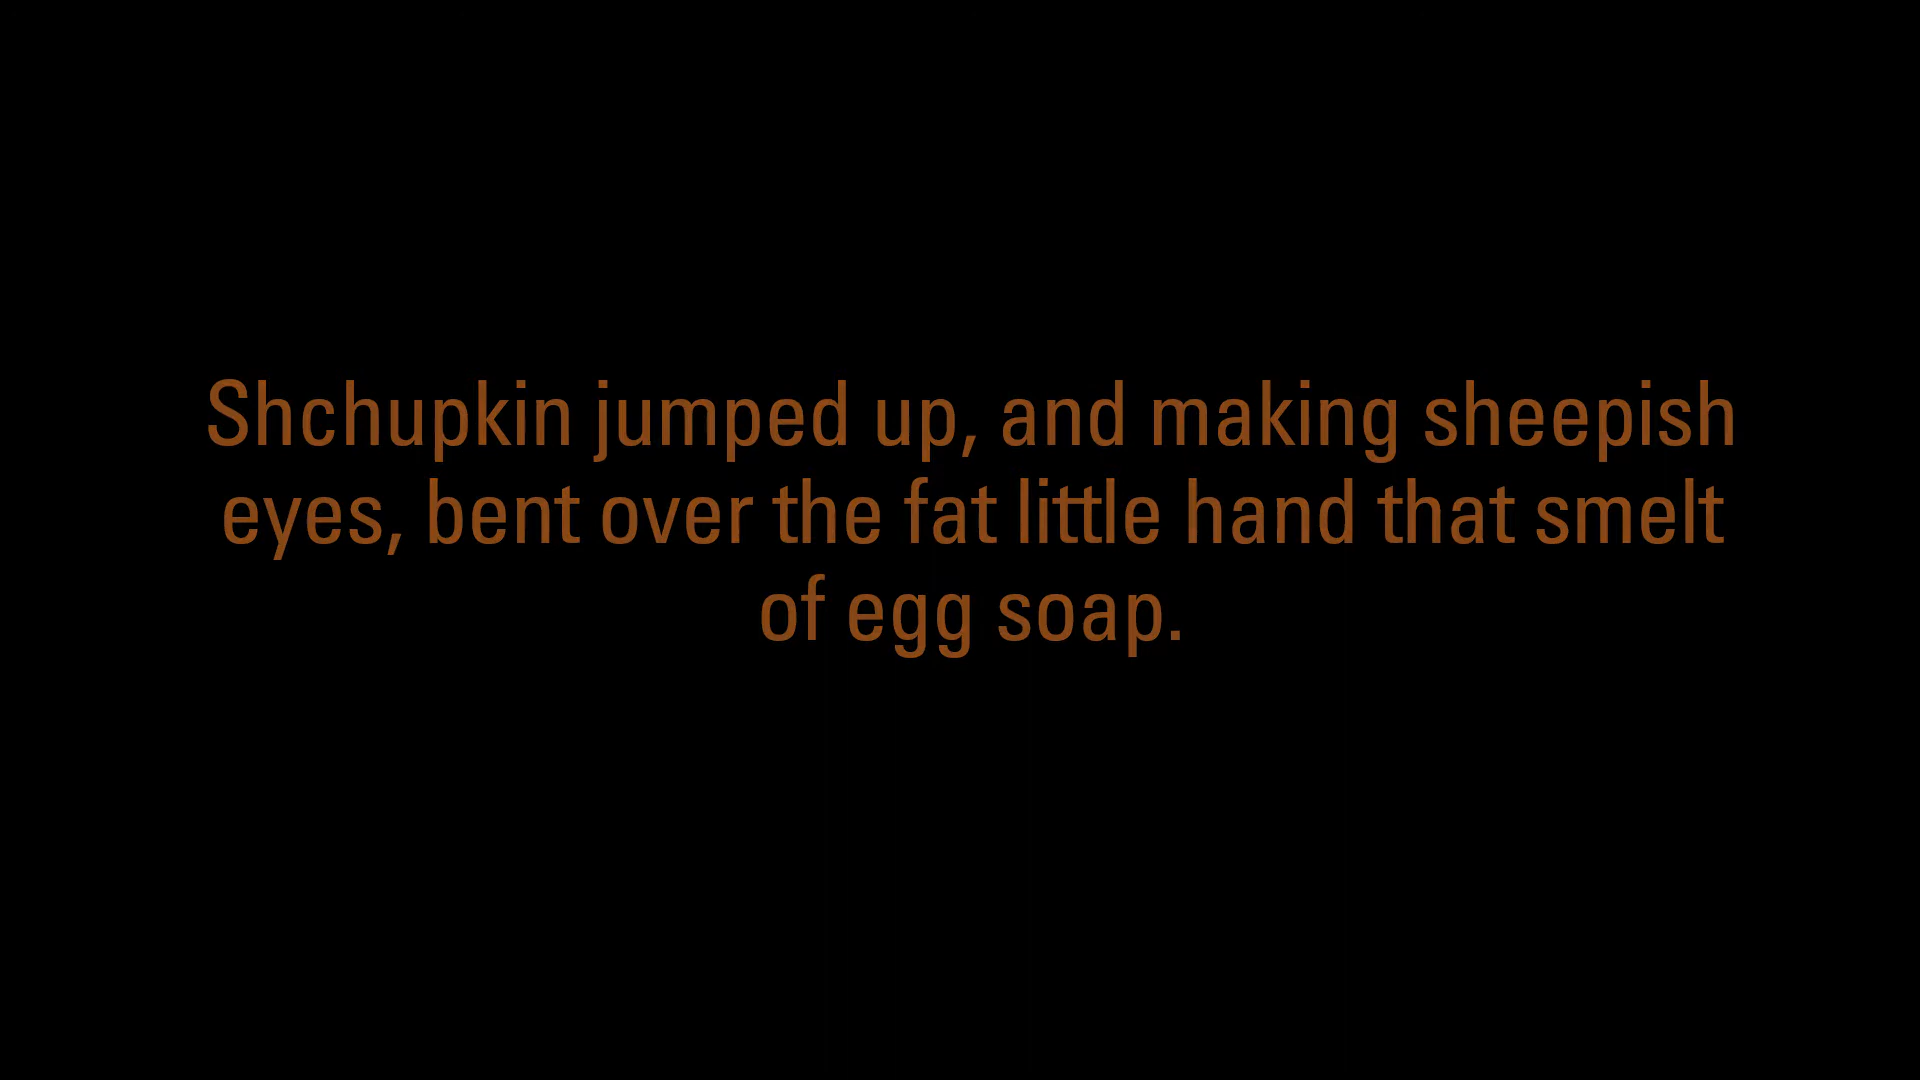 Shchupkin jumped up, and making sheepish
eyes, bent over the fat little hand that smelt
of egg soap.